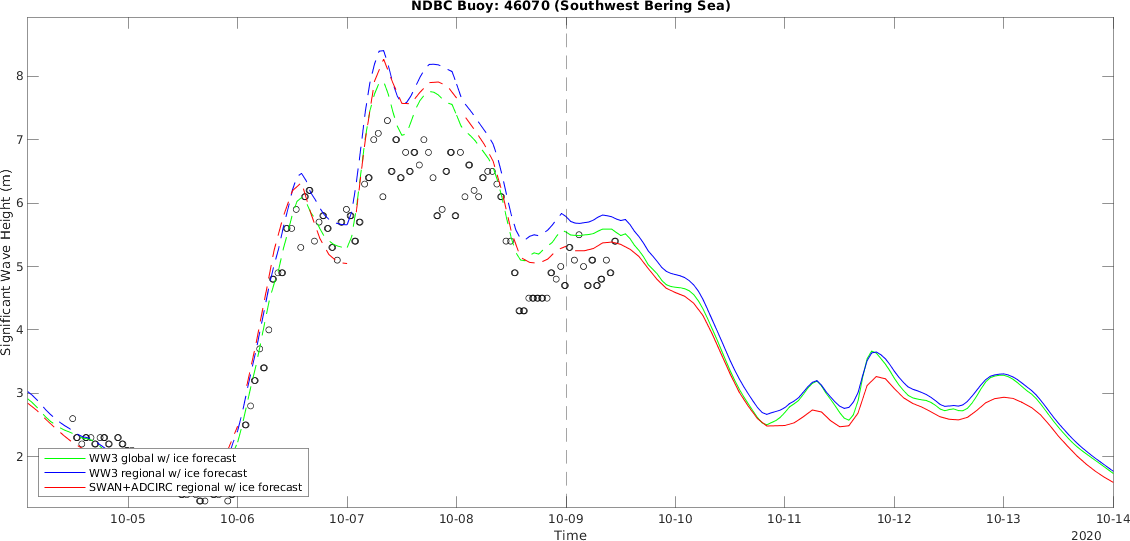 NDBC Buoy: 46070 (Southwest Bering Sea)
Significant Wave Height (m)
8
7
6
5
4
3
2
WW3 global w/ ice forecast
WW3 regional w/ ice forecast
SWAN+ADCIRC regional w/ ice forecast
10-05 10-06 10-07 10-08 10-09 10-10 10-11 10-12 10-13 10-14
Time
2020